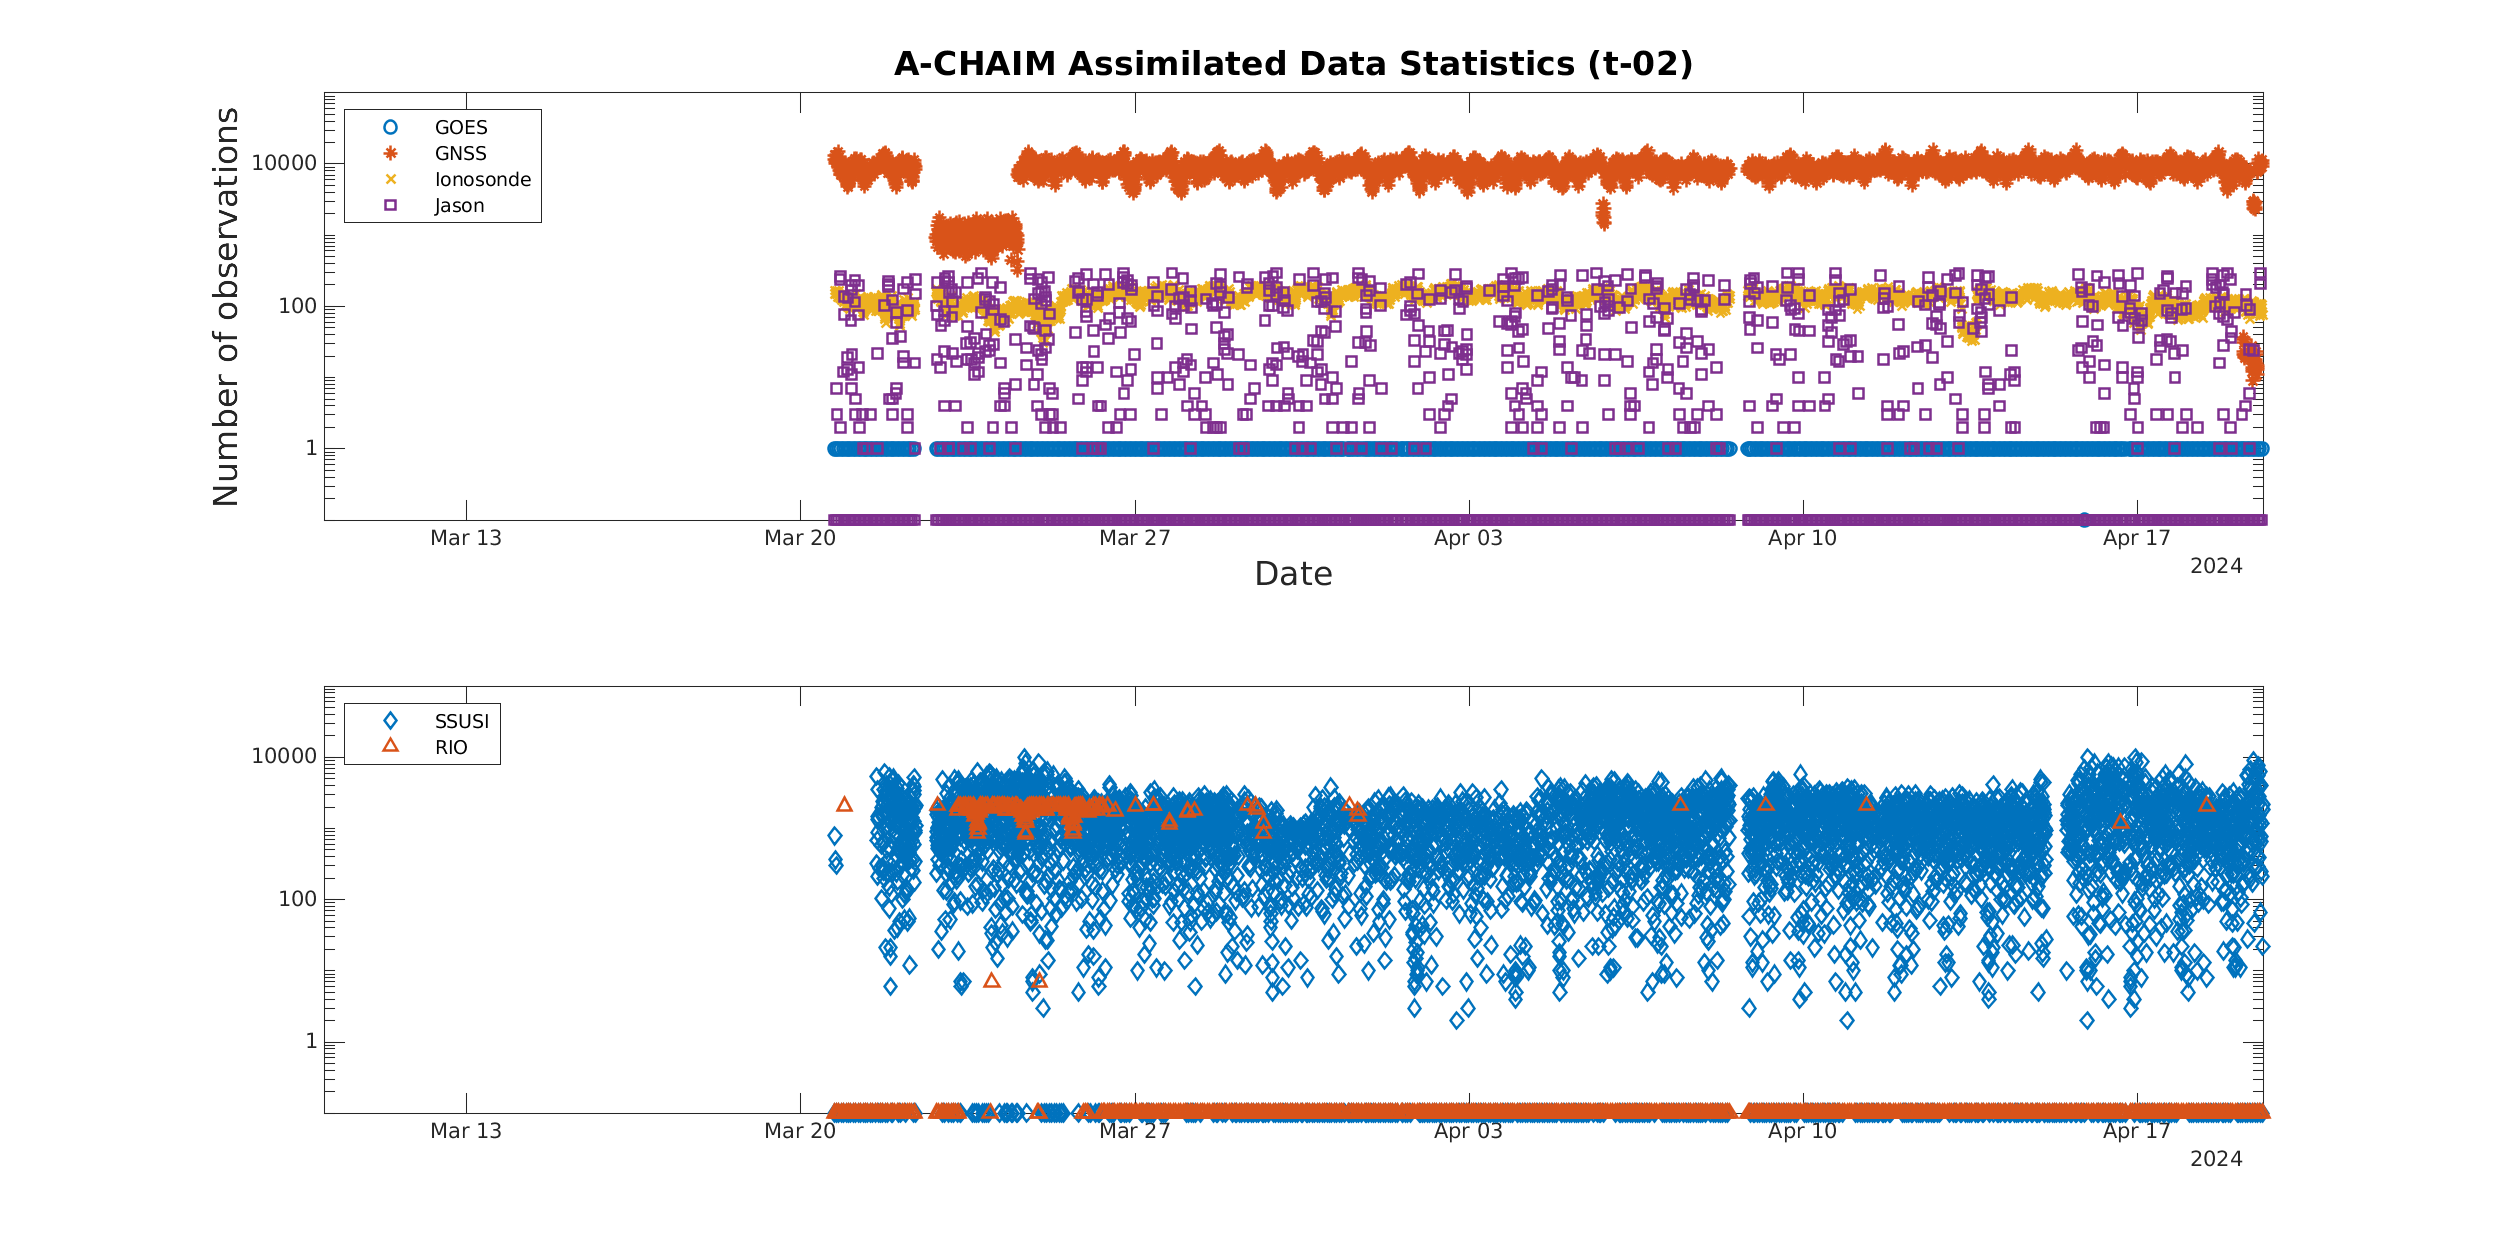 A-CHAIM Assimilated Data Statistics (t-02)
Number of observations
10000
100
1
GOES
GNSS
Ionosonde
Jason
Mar 13
Mar 20
Mar 27
Apr 03
Apr 10
Apr 17
2024
Date
10000
100
1
SSUSI
RIO
Mar 13
Mar 20
Mar 27
Apr 03
Apr 10
Apr 17
2024